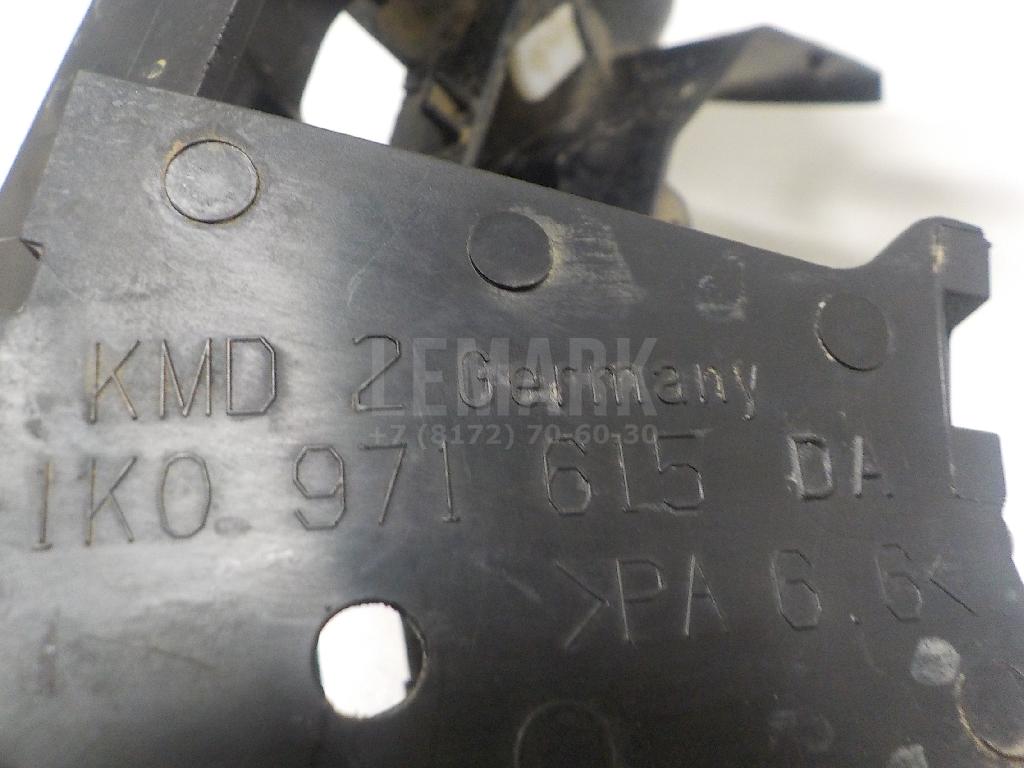 KMD 2 Germany
LEMARK
+7 (8172) 70-60-30
1K0 971 615 DA
>PA 6.6<